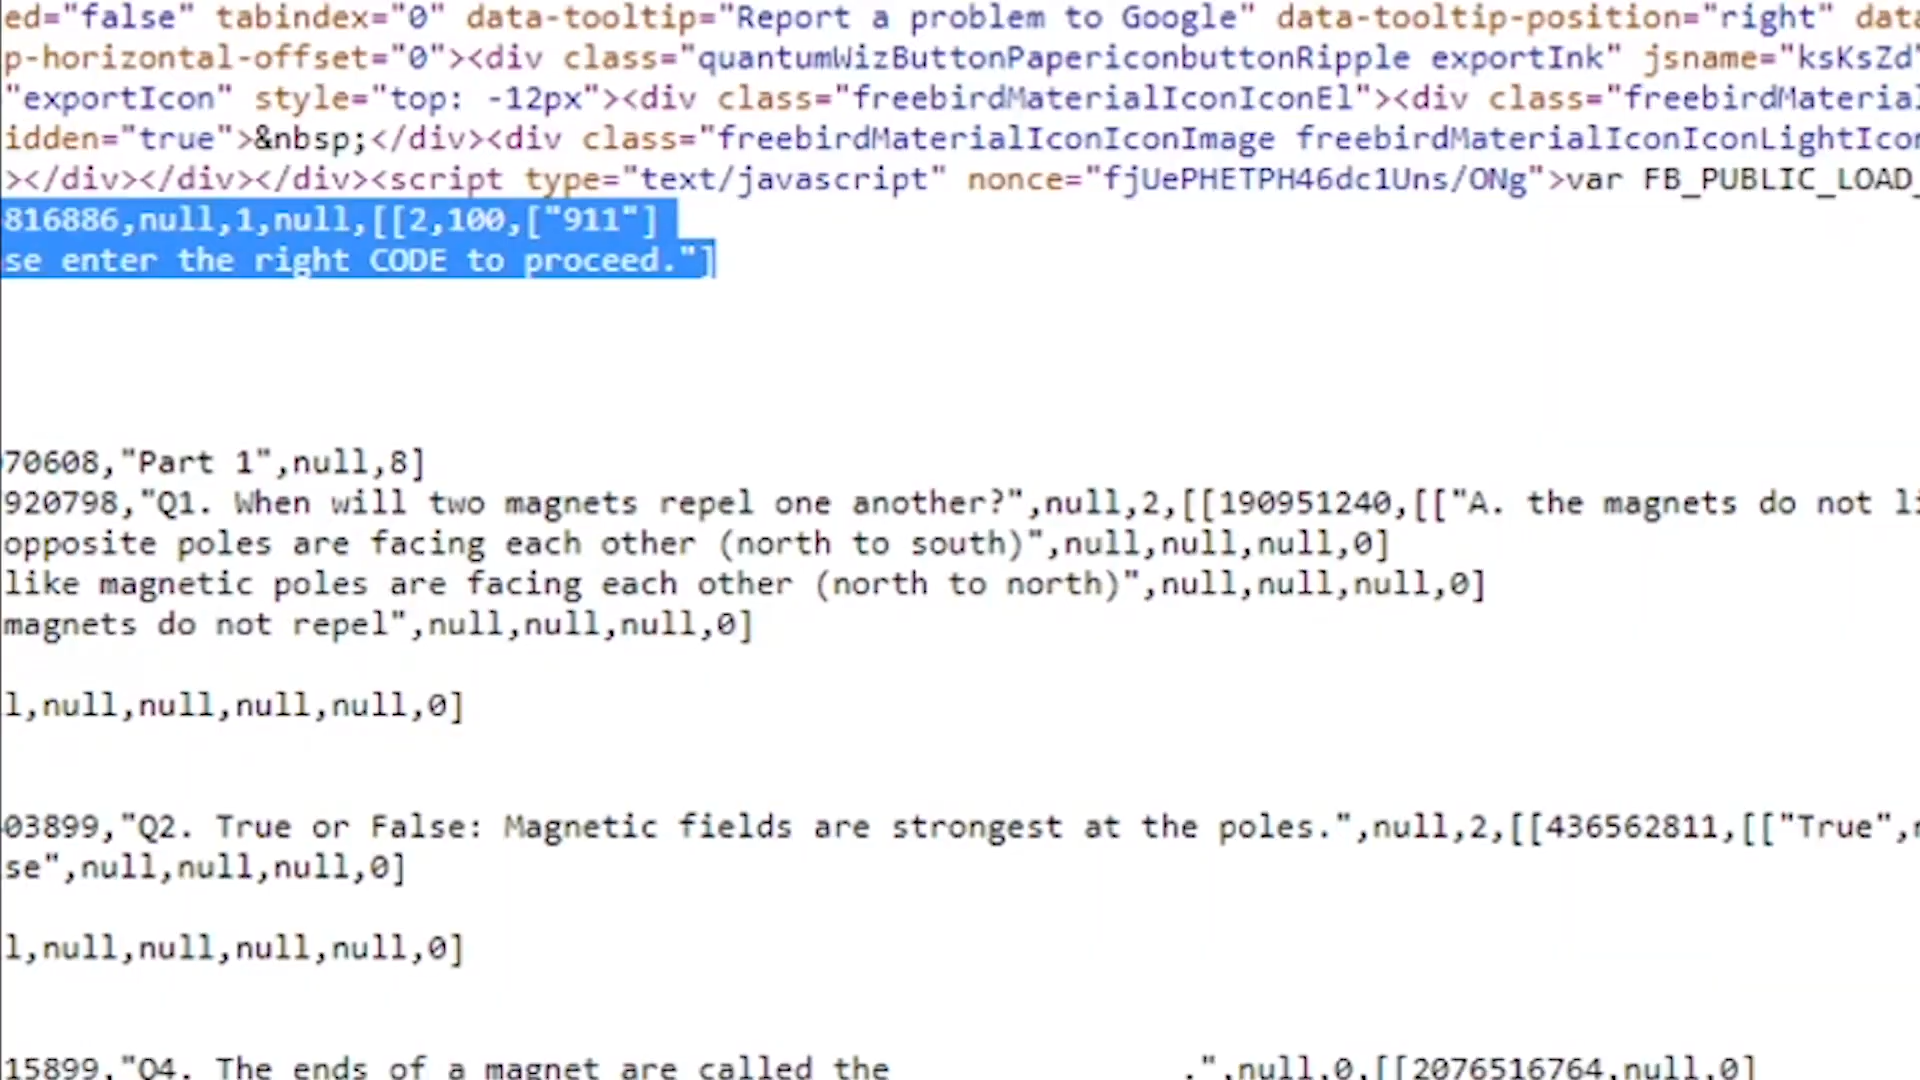 ed="false" tabindex="0" data-tooltip="Report a problem to Google" data-tooltip-position="right" data
p-horizontal-offset="0"><div class="quantumWizButtonPapericonbuttonRipple exportInk" jsname="ksKsZd"
"exportIcon" style="top: -12px"><div class="freebirdMaterialIconIconEl"><div class="freebirdMaterial
idden="true">&nbsp;</div><div class="freebirdMaterialIconIconImage freebirdMaterialIconIconLightIcon
></div></div></div><script type="text/javascript" nonce="fjUePHETPH46dc1Uns/ONg">var FB_PUBLIC_LOAD_
816886,null,1,null,[[2,100,["911"]
se enter the right CODE to proceed."]
70608,"Part 1",null,8]
920798,"Q1. When will two magnets repel one another?",null,2,[[190951240,[["A. the magnets do not li
opposite poles are facing each other (north to south)",null,null,null,0]
like magnetic poles are facing each other (north to north)",null,null,null,0]
magnets do not repel",null,null,null,0]
l,null,null,null,null,0]
03899,"Q2. True or False: Magnetic fields are strongest at the poles.",null,2,[[436562811,[["True",n
se",null,null,null,0]
l,null,null,null,null,0]
15899,"Q4. The ends of a magnet are called the .",null,0,[[2076516764,null,0]